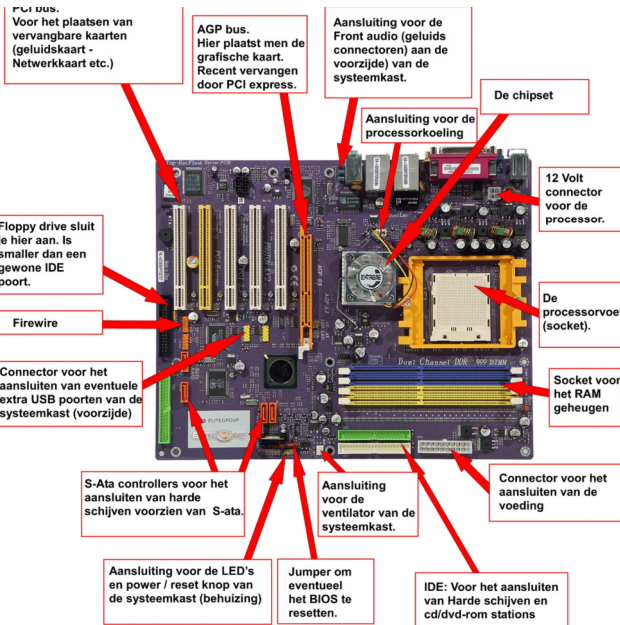 PCI bus.
Voor het plaatsen van
vervangbare kaarten
(geluidskaart -
Netwerkkaart etc.)
AGP bus.
Hier plaatst men de
grafische kaart.
Recent vervangen
door PCI express.
Aansluiting voor de
Front audio (geluids
connectoren) aan de
voorzijde) van de
systeemkast.
De chipset
Aansluiting voor de
processorkoeling
12 Volt
connector
voor de
processor.
Floppy drive sluit
je hier aan. Is
smaller dan een
gewone IDE
poort.
De
processorvoet
(socket).
Firewire
Connector voor het
aansluiten van eventuele
extra USB poorten van de
systeemkast (voorzijde)
Dual Channel DDR
Socket voor
het RAM
geheugen
ELITEGROUP
S-Ata controllers voor het
aansluiten van harde
schijven voorzien van S-ata.
Aansluiting
voor de
ventilator van de
systeemkast.
Connector voor het
aansluiten van de
voeding
Aansluiting voor de LED's
en power / reset knop van
de systeemkast (behuizing)
Jumper om
eventueel
het BIOS te
resetten.
IDE: Voor het aansluiten
van Harde schijven en
cd/dvd-rom stations